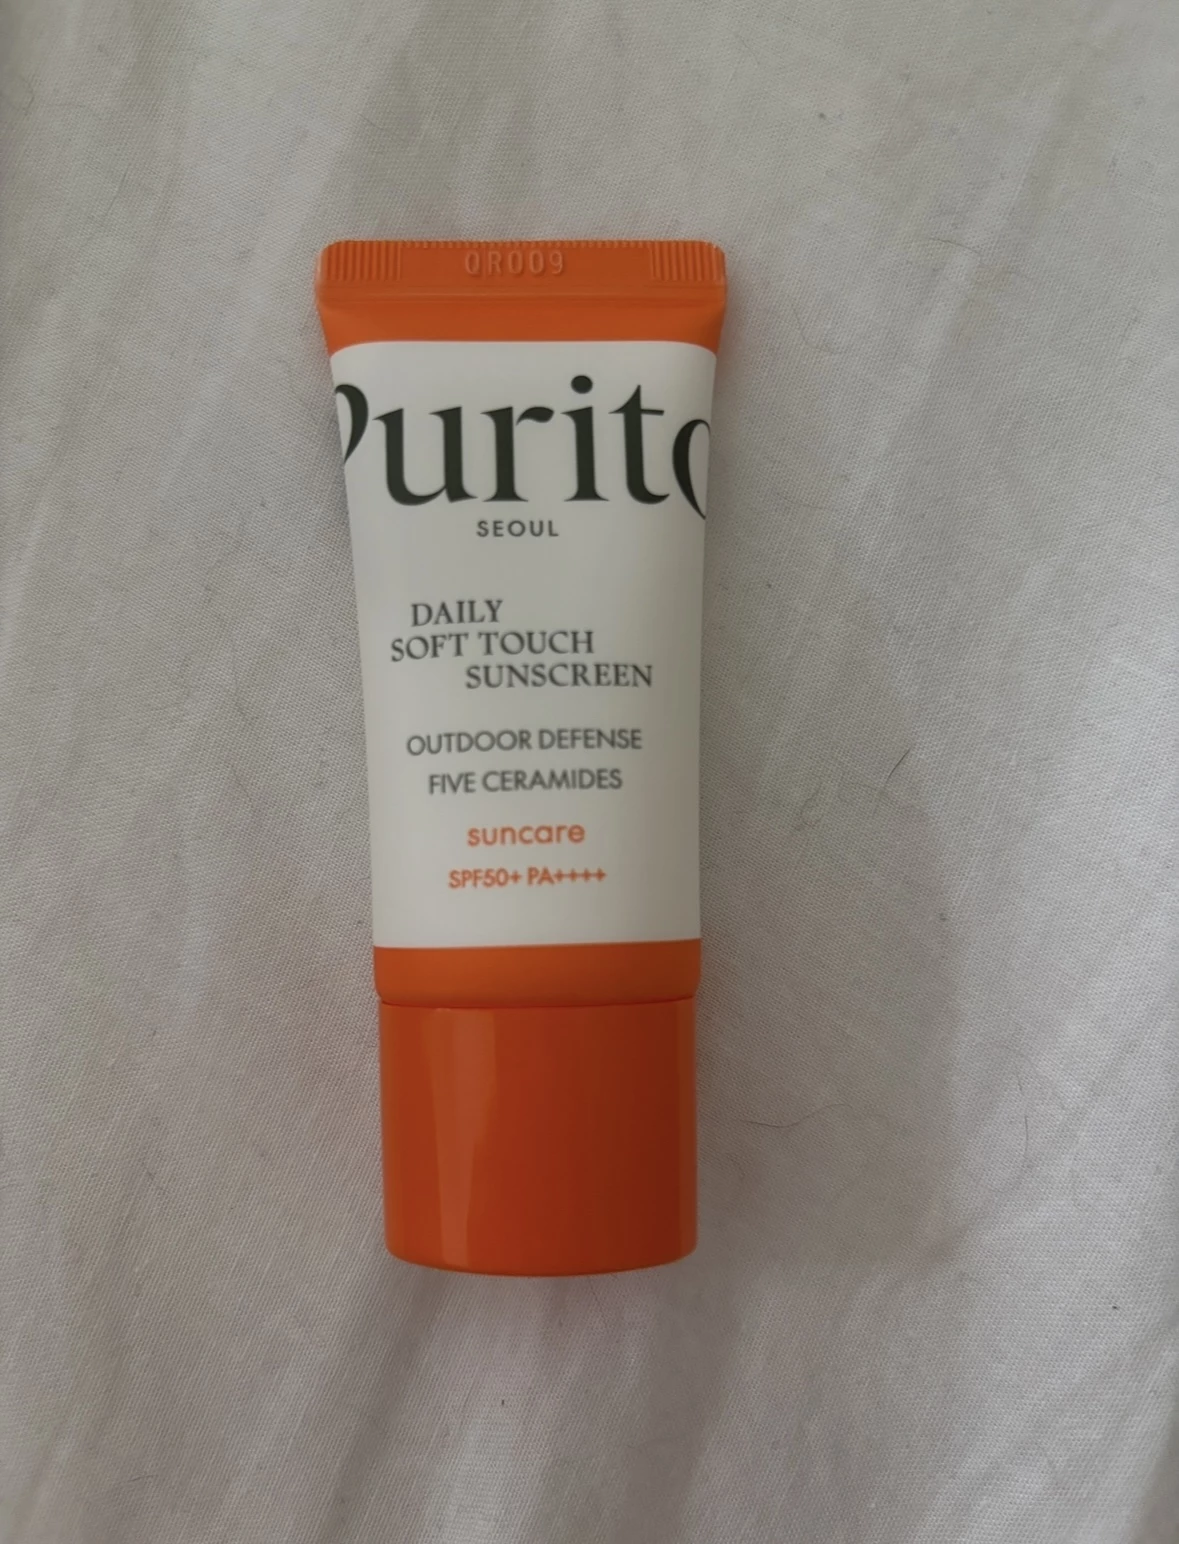 QR009
Purito
SEOUL
DAILY
SOFT TOUCH
SUNSCREEN
OUTDOOR DEFENSE
FIVE CERAMIDES
suncare
SPF50+ PA++++